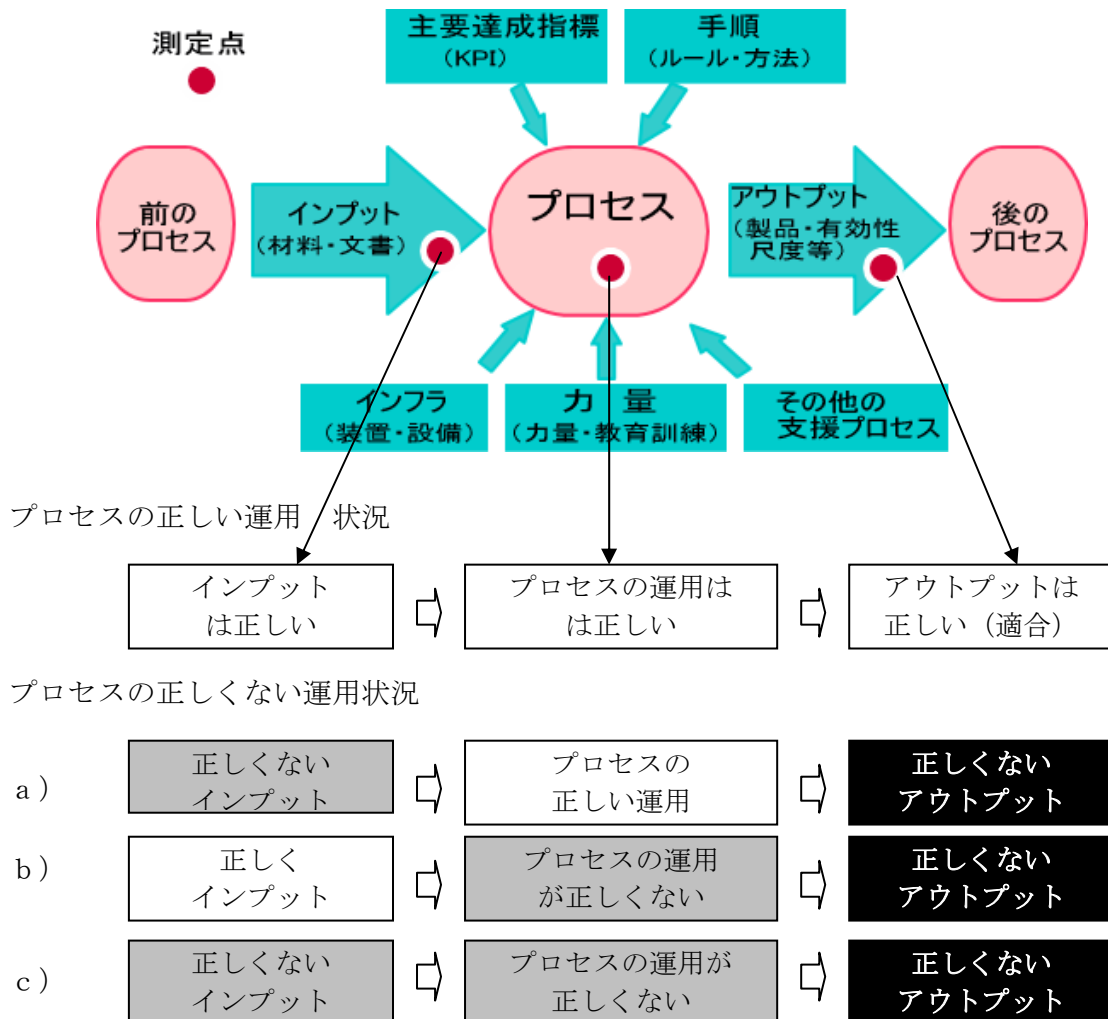 測定点
主要達成指標
(KPI)
手順
(ルール・方法)
前の
プロセス
インプット
(材料・文書)
プロセス
アウトプット
(製品・有効性
尺度等)
後の
プロセス
インフラ
(装置・設備)
力 量
(力量・教育訓練)
その他の
支援プロセス
プロセスの正しい運用 状況
インプット
は正しい
プロセスの運用は
は正しい
アウトプットは
正しい (適合)
プロセスの正しくない運用状況
a)
正しくない
インプット
プロセスの
正しい運用
正しくない
アウトプット
b)
正しく
インプット
プロセスの運用
が正しくない
正しくない
アウトプット
c)
正しくない
インプット
プロセスの運用が
正しくない
正しくない
アウトプット